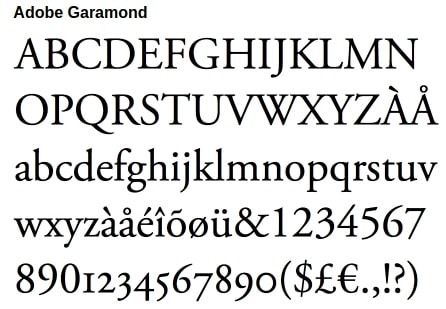 Adobe Garamond
ABCDEFGHIJKLMN
OPQRSTUVWXYZÀÅ
abcdefghijklmnopqrstuv
wxyzàåéîõøü&1234567
8901234567890($£€.,!?)